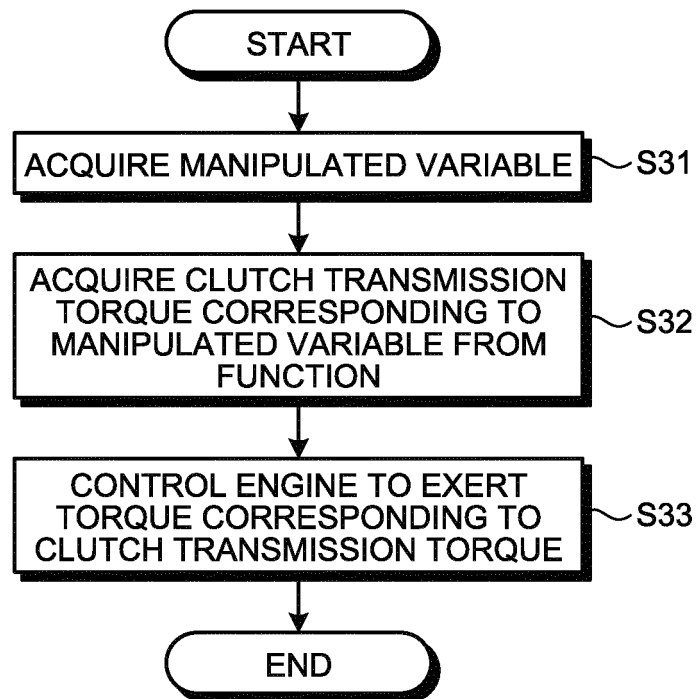 START
ACQUIRE MANIPULATED VARIABLE
S31
ACQUIRE CLUTCH TRANSMISSION
TORQUE CORRESPONDING TO
MANIPULATED VARIABLE FROM
FUNCTION
S32
CONTROL ENGINE TO EXERT
TORQUE CORRESPONDING TO
CLUTCH TRANSMISSION TORQUE
S33
END